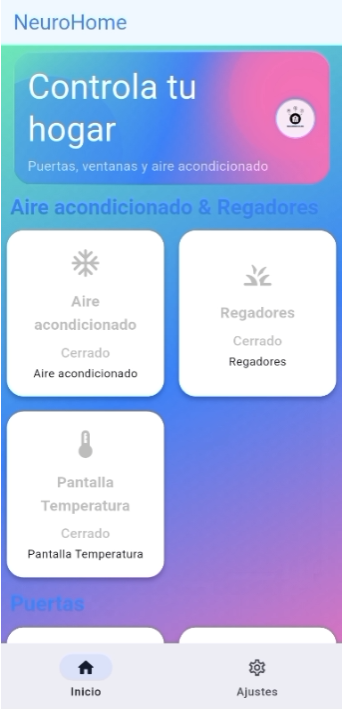 NeuroHome
Controla tu
hogar
Puertas, ventanas y aire acondicionado
Aire acondicionado & Regadores
Aire
acondicionado
Cerrado
Aire acondicionado
Regadores
Cerrado
Regadores
Pantalla
Temperatura
Cerrado
Pantalla Temperatura
Puertas
Inicio
Ajustes